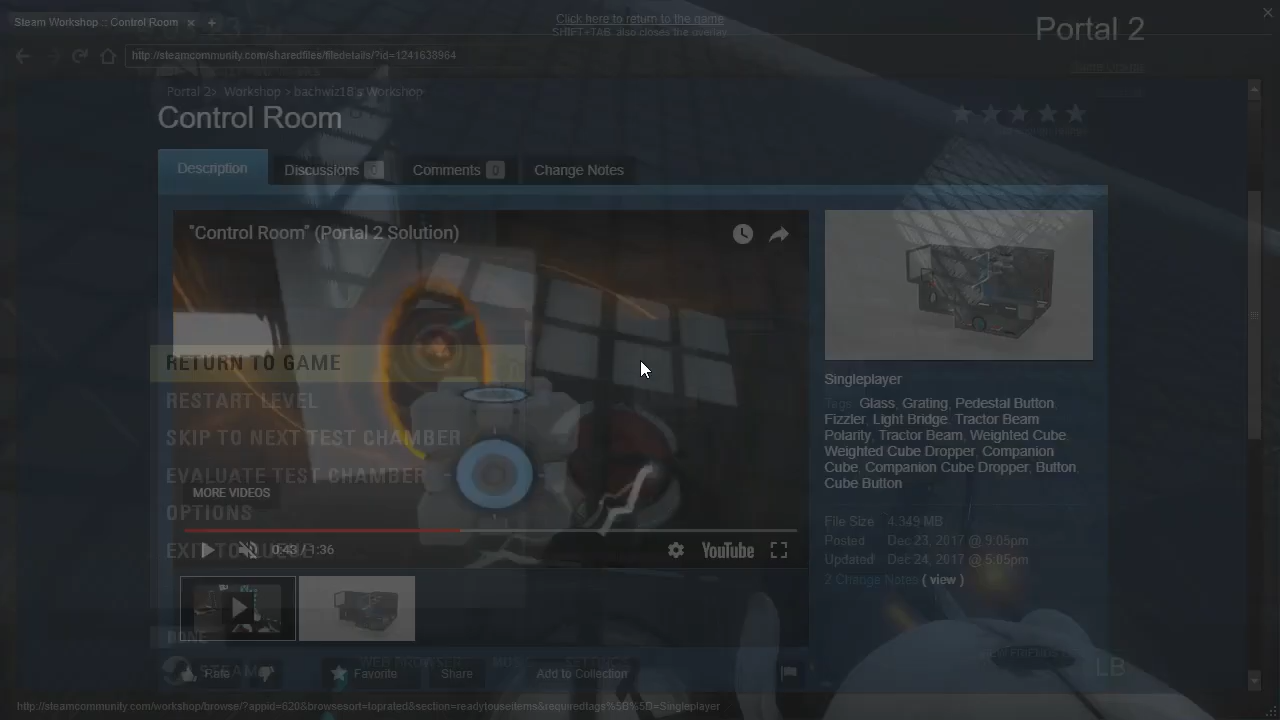 Steam Workshop :: Control Room
Click here to return to the game
SHIFT+TAB also closes the overlay
Portal 2
http://steamcommunity.com/sharedfiles/filedetails/?id=1241638964
Portal 2 > Workshop > bachwiz18's Workshop
Control Room
Description
Discussions 0
Comments 0
Change Notes
"Control Room" (Portal 2 Solution)
RETURN TO GAME
RESTART LEVEL
SKIP TO NEXT TEST CHAMBER
EVALUATE TEST CHAMBER
MORE VIDEOS
OPTIONS
0:43 / 1:36
YouTube
Singleplayer
Tags: Glass, Grating, Pedestal Button,
Fizzler, Light Bridge, Tractor Beam
Polarity, Tractor Beam, Weighted Cube,
Weighted Cube Dropper, Companion
Cube, Companion Cube Dropper, Button,
Cube Button
File Size 4.349 MB
Posted Dec 23, 2017 @ 9:05pm
Updated Dec 24, 2017 @ 5:05pm
2 Change Notes ( view )
DONE
STEAM
WEB BROWSER
Rate
Favorite
Share
Add to Collection
LB
http://steamcommunity.com/workshop/browse/?appid=620&browsesort=toprated&section=readytouseitems&requiredtags%5B%5D=Singleplayer